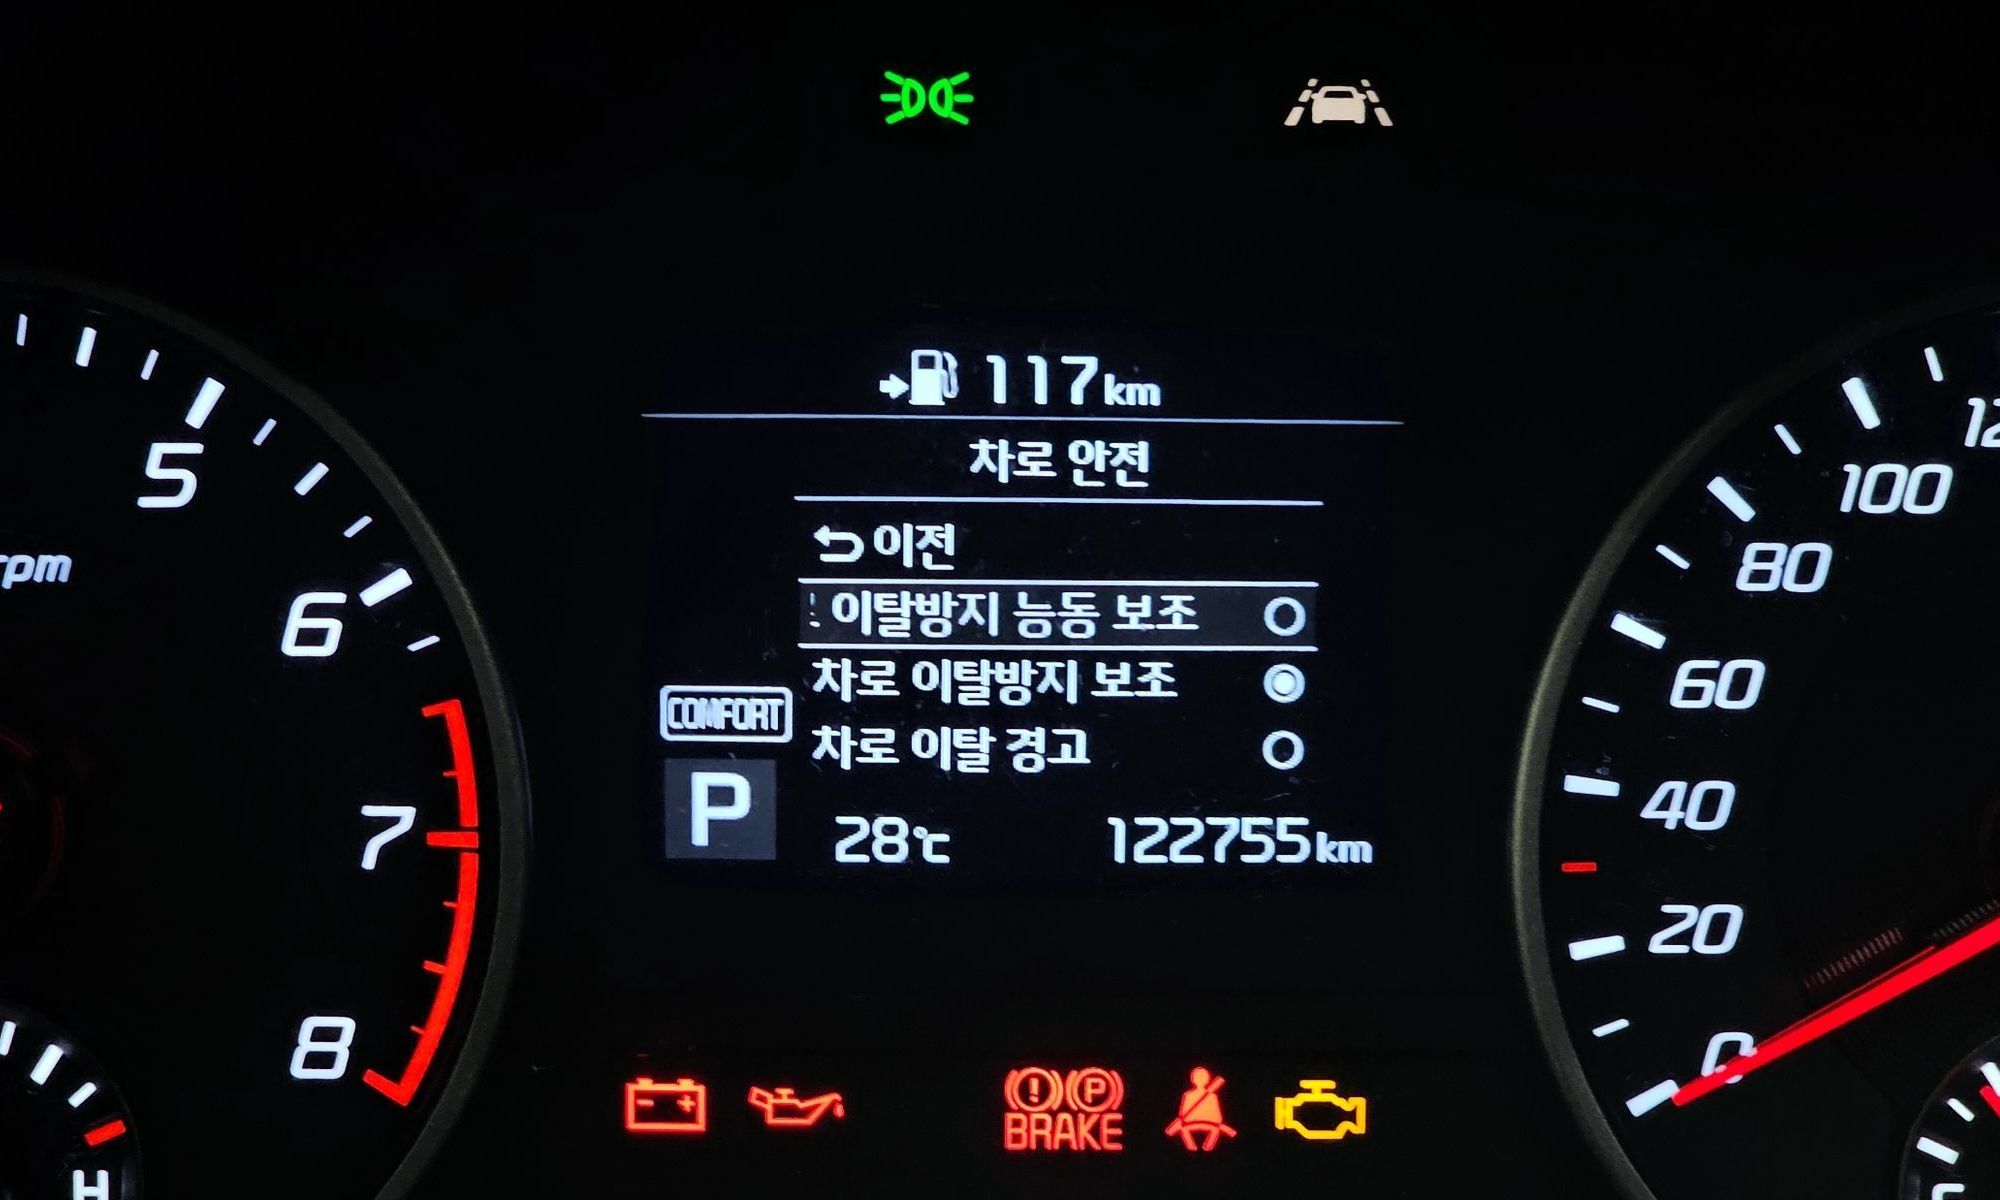 117km
차로 안전
이전
이탈방지 능동 보조
차로 이탈방지 보조
COMFORT
차로 이탈 경고
P
28℃ 122755km
5
rpm
6
7
8
H
100
80
60
40
20
0
BRAKE
P